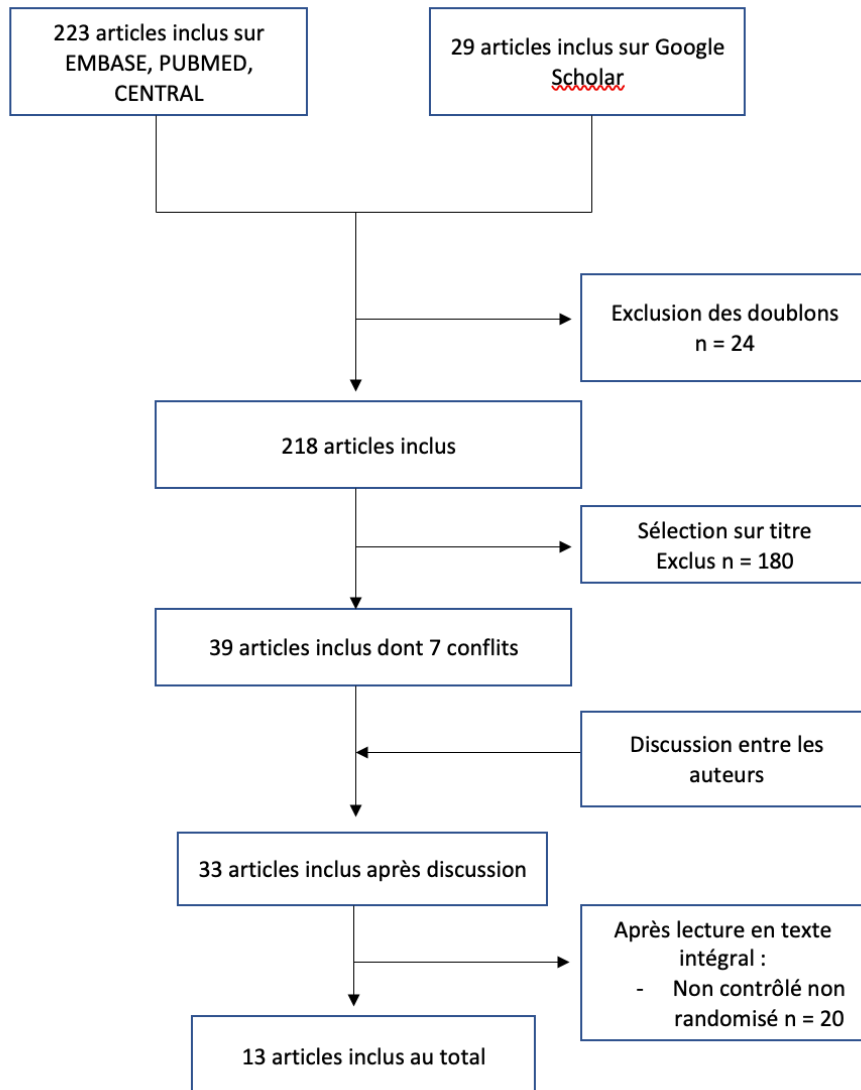 223 articles inclus sur
EMBASE, PUBMED,
CENTRAL
29 articles inclus sur Google
Scholar
Exclusion des doublons
n = 24
218 articles inclus
Sélection sur titre
Exclus n = 180
39 articles inclus dont 7 conflits
Discussion entre les
auteurs
33 articles inclus après discussion
Après lecture en texte
intégral :
- Non contrôlé non
randomisé n = 20
13 articles inclus au total